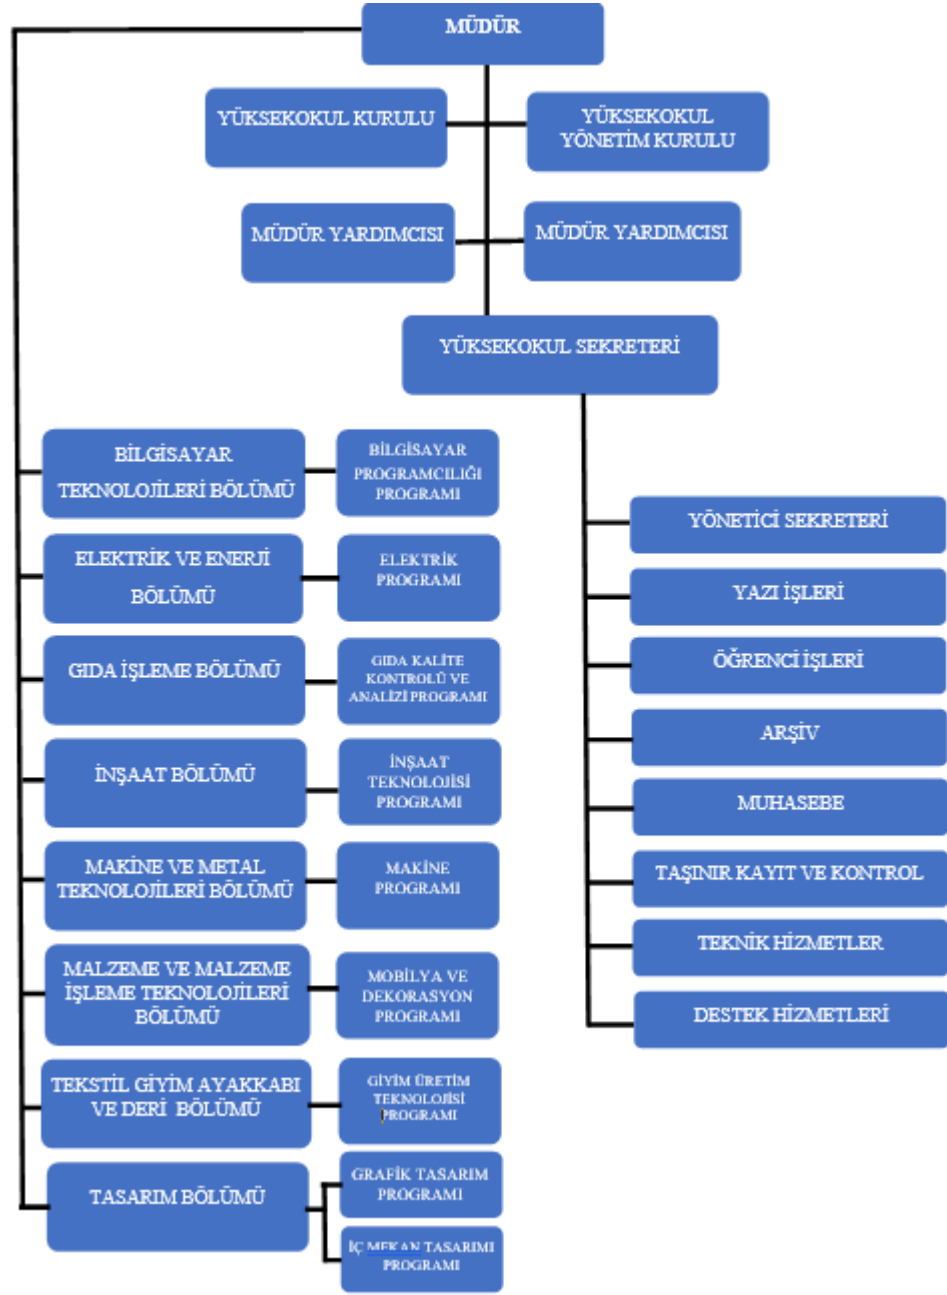 MÜDÜR
YÜKSEKOKUL KURULU
YÜKSEKOKUL
YÖNETİM KURULU
MÜDÜR YARDIMCISI
MÜDÜR YARDIMCISI
YÜKSEKOKUL SEKRETERİ
BİLGİSAYAR
TEKNOLOJİLERİ BÖLÜMÜ
BİLGİSAYAR
PROGRAMCILIĞI
PROGRAMI
ELEKTRİK VE ENERJİ
BÖLÜMÜ
ELEKTRİK
PROGRAMI
GIDA İŞLEME BÖLÜMÜ
GIDA KALİTE
KONTROLÜ VE
ANALİZİ PROGRAMI
İNŞAAT BÖLÜMÜ
İNŞAAT
TEKNOLOJİSİ
PROGRAMI
MAKİNE VE METAL
TEKNOLOJİLERİ BÖLÜMÜ
MAKİNE
PROGRAMI
MALZEME VE MALZEME
İŞLEME TEKNOLOJİLERİ
BÖLÜMÜ
MOBİLYA VE
DEKORASYON
PROGRAMI
TEKSTİL GİYİM AYAKKABI
VE DERİ BÖLÜMÜ
GİYİM ÜRETİM
TEKNOLOJİSİ
PROGRAMI
TASARIM BÖLÜMÜ
GRAFİK TASARIM
PROGRAMI
İÇ MEKAN TASARIMI
PROGRAMI
YÖNETİCİ SEKRETERİ
YAZI İŞLERİ
ÖĞRENCİ İŞLERİ
ARŞİV
MUHASEBE
TAŞINIR KAYIT VE KONTROL
TEKNİK HİZMETLER
DESTEK HİZMETLERİ